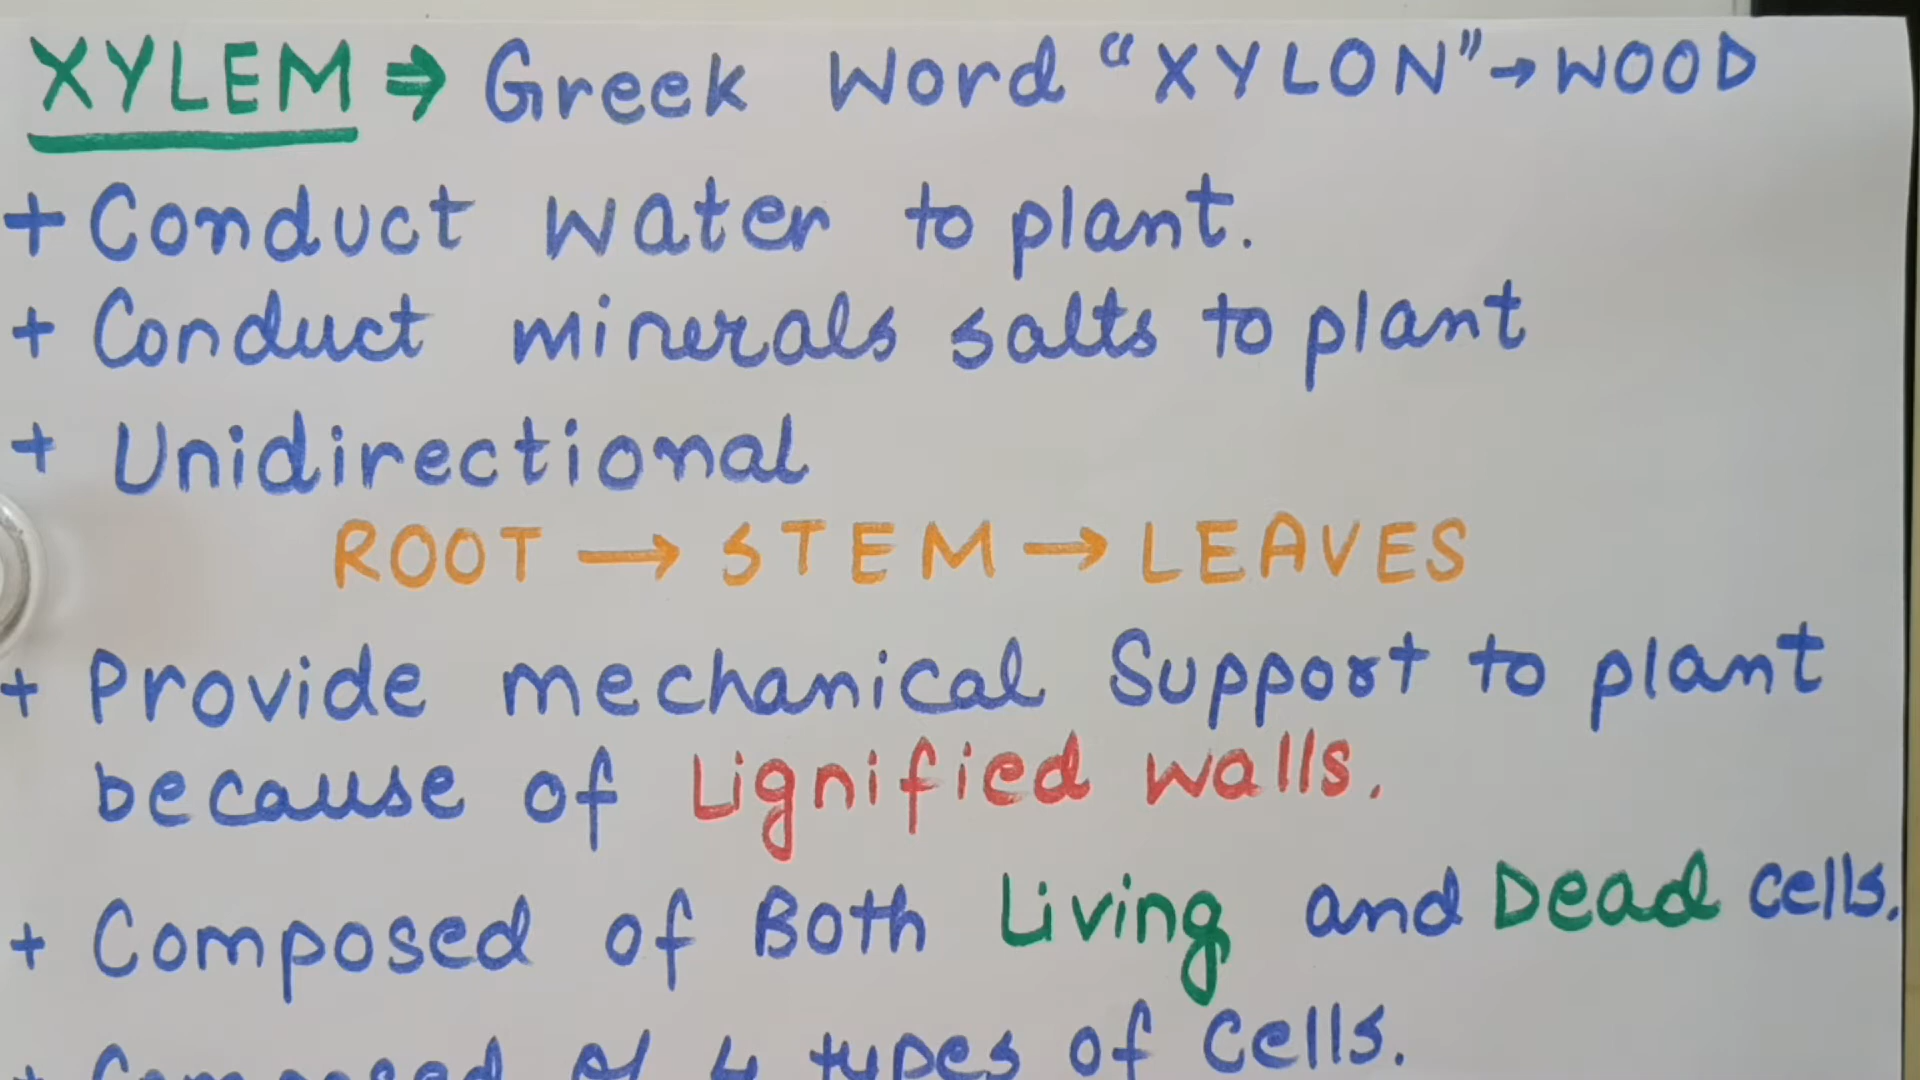 XYLEM ⇒ Greek Word "XYLON" → WOOD
+ Conduct water to plant.
+ Conduct minerals salts to plant
+ Unidirectional
ROOT → STEM → LEAVES
+ Provide mechanical Support to plant
because of Lignified walls.
+ Composed of Both Living and Dead cells.
+ Composed of 4 types of cells.